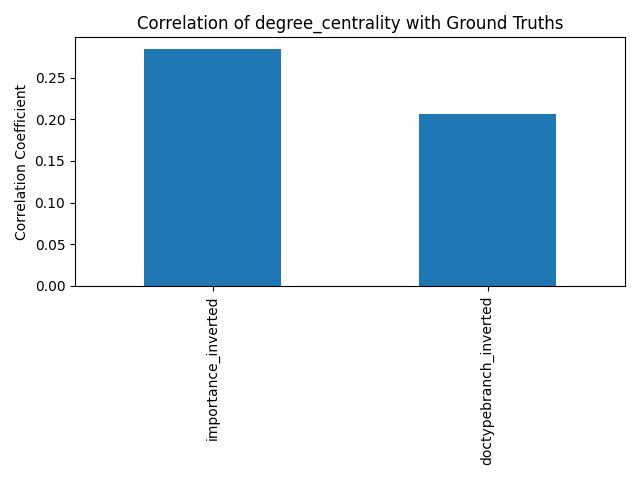 Correlation of degree_centrality with Ground Truths
Correlation Coefficient
0.25
0.20
0.15
0.10
0.05
0.00
importance_inverted
doctypebranch_inverted